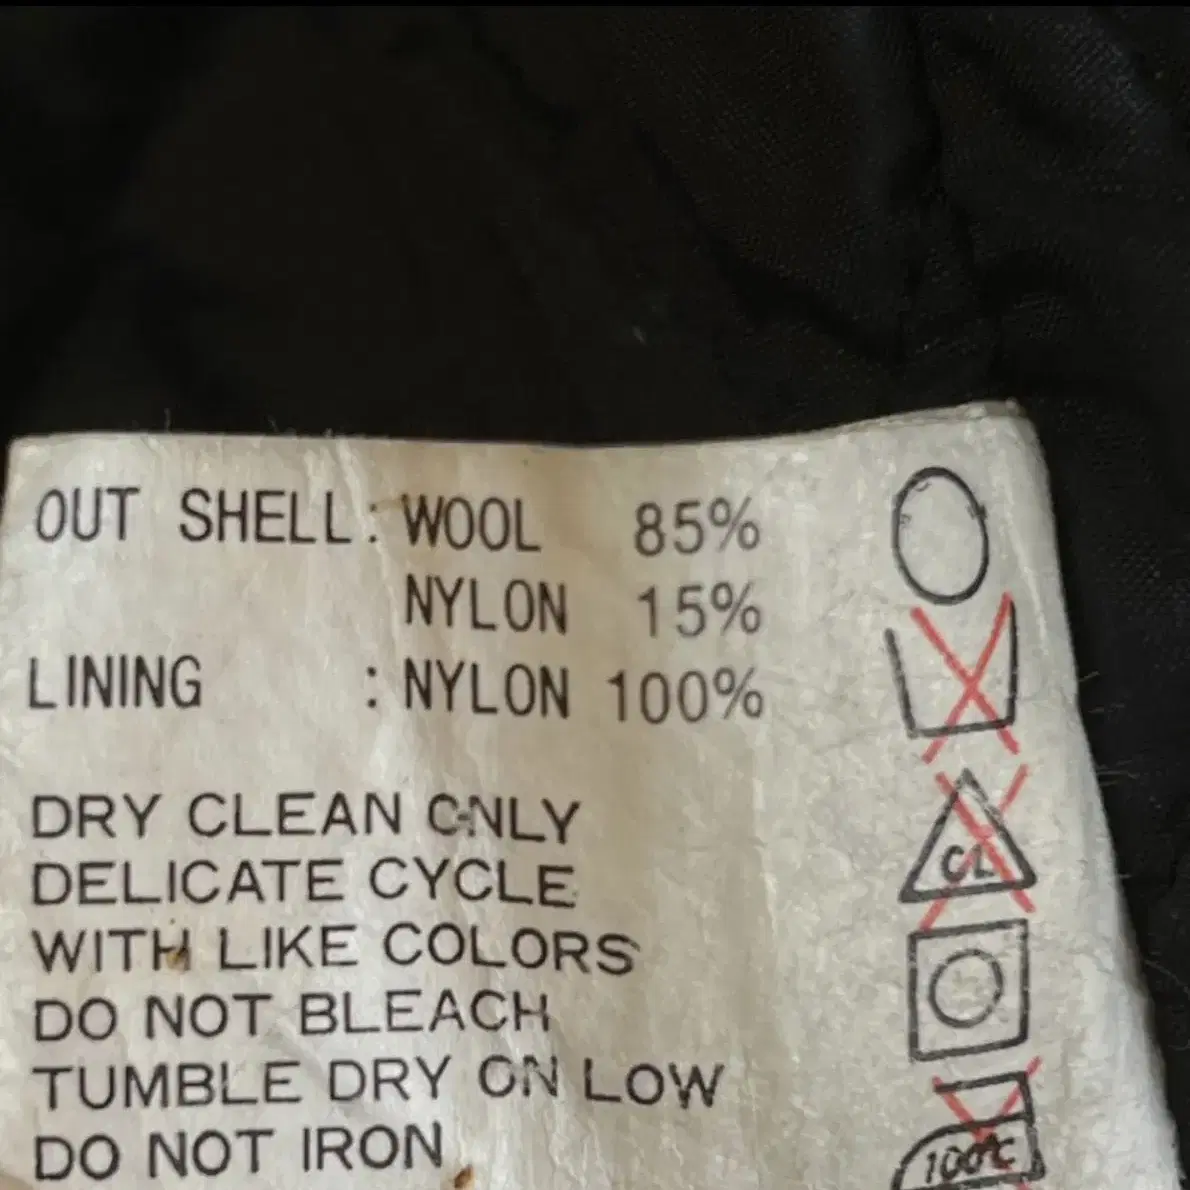 OUT SHELL: WOOL 85%
NYLON 15%
LINING : NYLON 100%
DRY CLEAN ONLY
DELICATE CYCLE
WITH LIKE COLORS
DO NOT BLEACH
TUMBLE DRY ON LOW
DO NOT IRON
CL
100℃